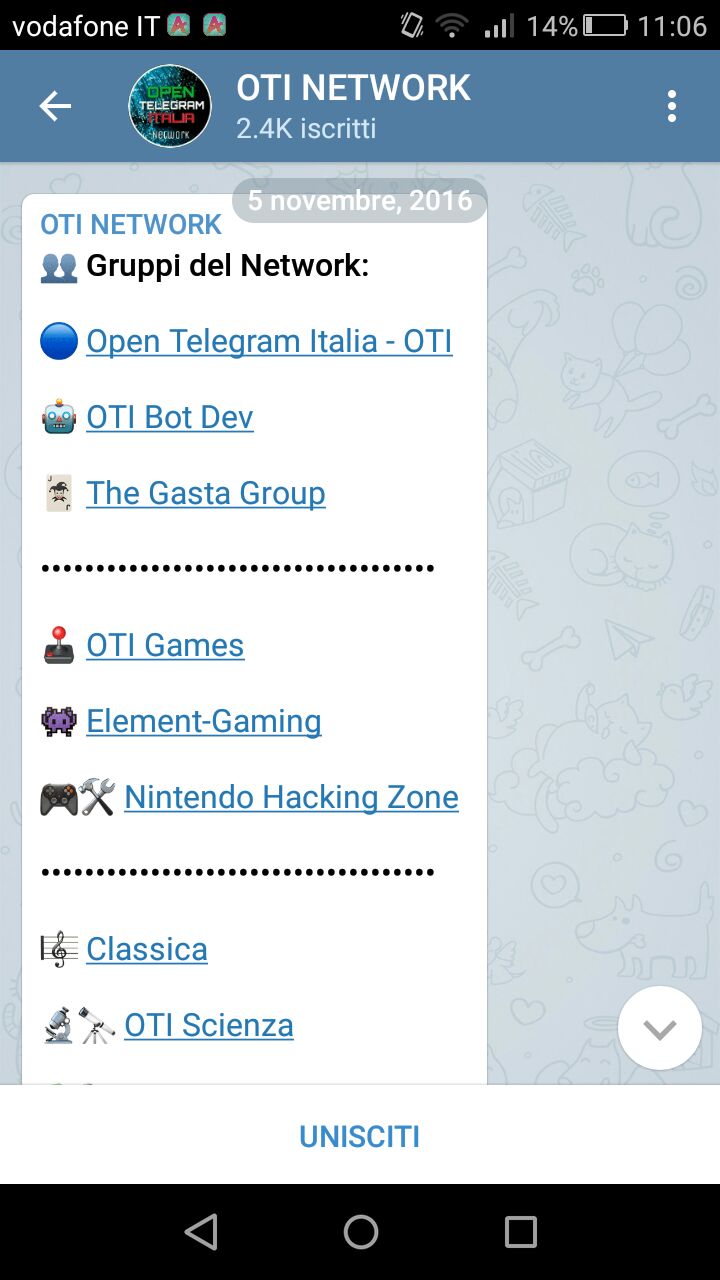 vodafone IT 14% 11:06
OPEN
TELEGRAM
ITALIA
Network
OTI NETWORK
2.4K iscritti
5 novembre, 2016
OTI NETWORK
👥 Gruppi del Network:
🔵 Open Telegram Italia - OTI
🤖 OTI Bot Dev
🃏 The Gasta Group
••••••••••••••••••••••••••••••••••••
🕹 OTI Games
👾 Element-Gaming
🎮🛠 Nintendo Hacking Zone
••••••••••••••••••••••••••••••••••••
🎼 Classica
🔬🔭 OTI Scienza
UNISCITI